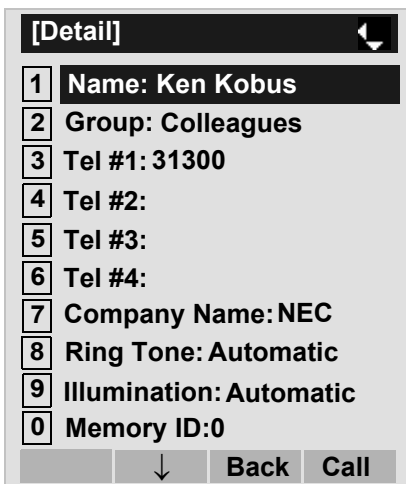 [Detail]
1 Name: Ken Kobus
2 Group: Colleagues
3 Tel #1: 31300
4 Tel #2:
5 Tel #3:
6 Tel #4:
7 Company Name: NEC
8 Ring Tone: Automatic
9 Illumination: Automatic
0 Memory ID:0
↓ Back Call